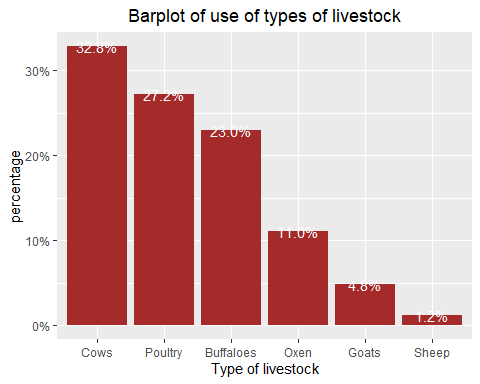 Barplot of use of types of livestock
percentage
30%
20%
10%
0%
32.8%
27.2%
23.0%
11.0%
4.8%
1.2%
Cows Poultry Buffaloes Oxen Goats Sheep
Type of livestock